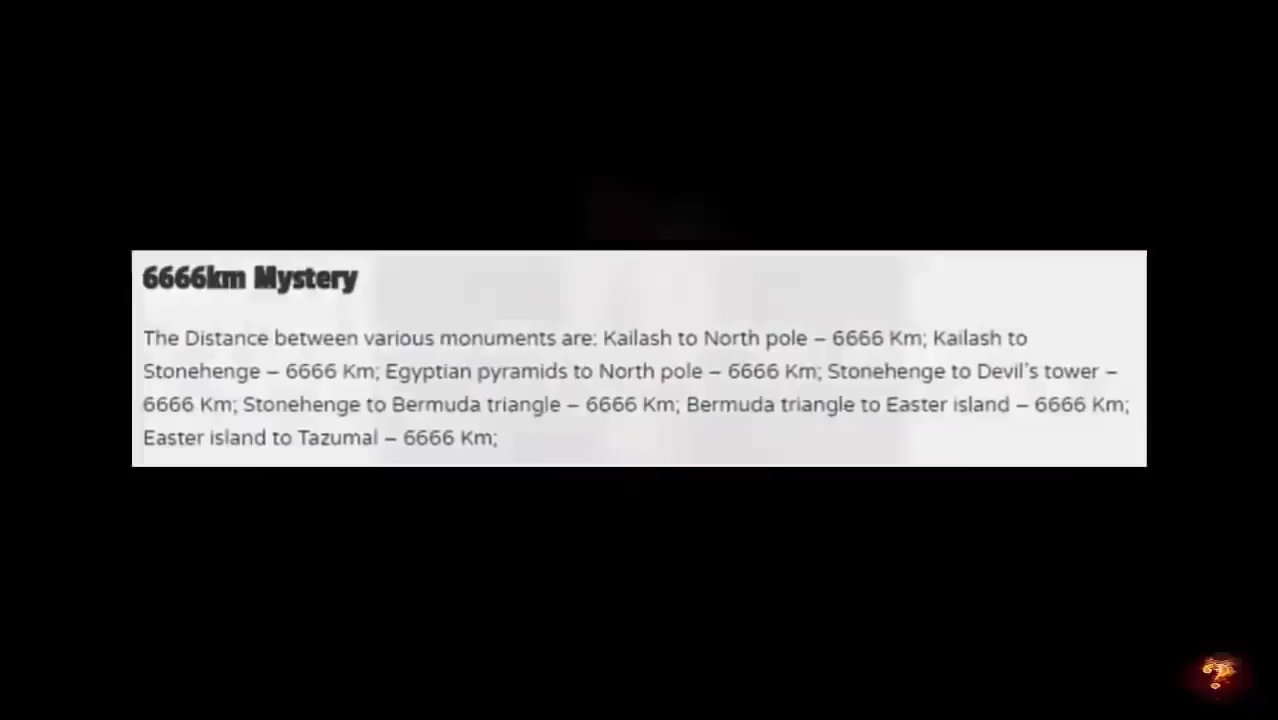 6666km Mystery
The Distance between various monuments are: Kailash to North pole – 6666 Km; Kailash to
Stonehenge – 6666 Km; Egyptian pyramids to North pole – 6666 Km; Stonehenge to Devil's tower –
6666 Km; Stonehenge to Bermuda triangle – 6666 Km; Bermuda triangle to Easter island – 6666 Km;
Easter island to Tazumal – 6666 Km;